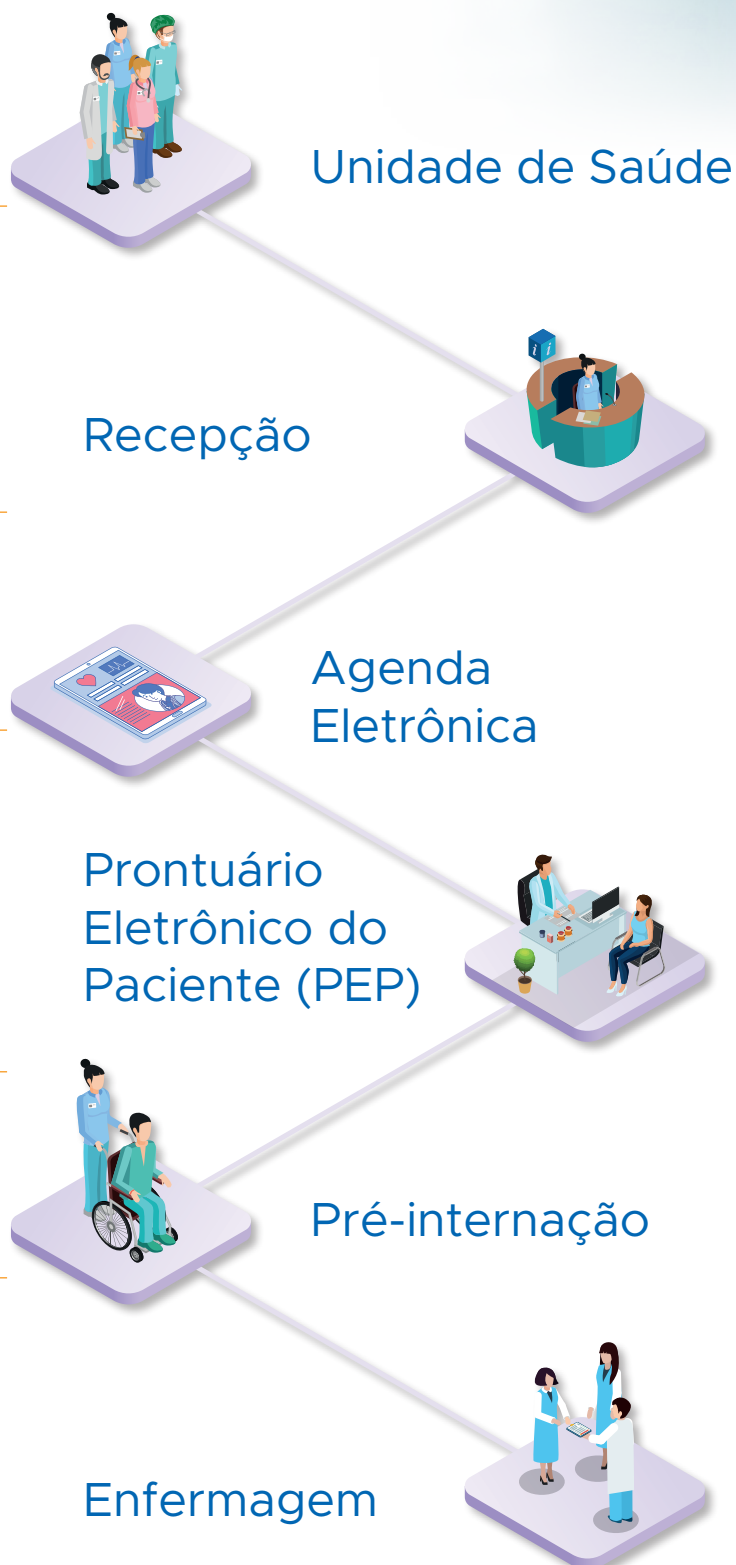 Unidade de Saúde
Recepção
Agenda
Eletrônica
Prontuário
Eletrônico do
Paciente (PEP)
Pré-internação
Enfermagem